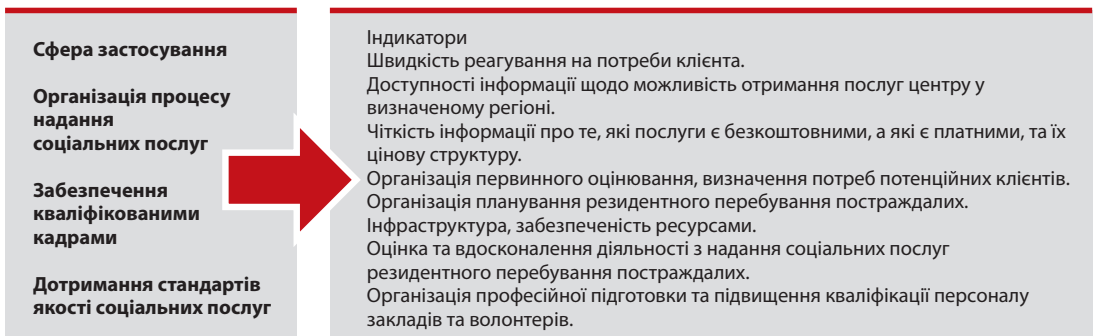 Сфера застосування
Організація процесу
надання
соціальних послуг
Забезпечення
кваліфікованими
кадрами
Дотримання стандартів
якості соціальних послуг
Індикатори
Швидкість реагування на потреби клієнта.
Доступності інформації щодо можливість отримання послуг центру у
визначеному регіоні.
Чіткість інформації про те, які послуги є безкоштовними, а які є платними, та їх
цінову структуру.
Організація первинного оцінювання, визначення потреб потенційних клієнтів.
Організація планування резидентного перебування постраждалих.
Інфраструктура, забезпеченість ресурсами.
Оцінка та вдосконалення діяльності з надання соціальних послуг
резидентного перебування постраждалих.
Організація професійної підготовки та підвищення кваліфікації персоналу
закладів та волонтерів.